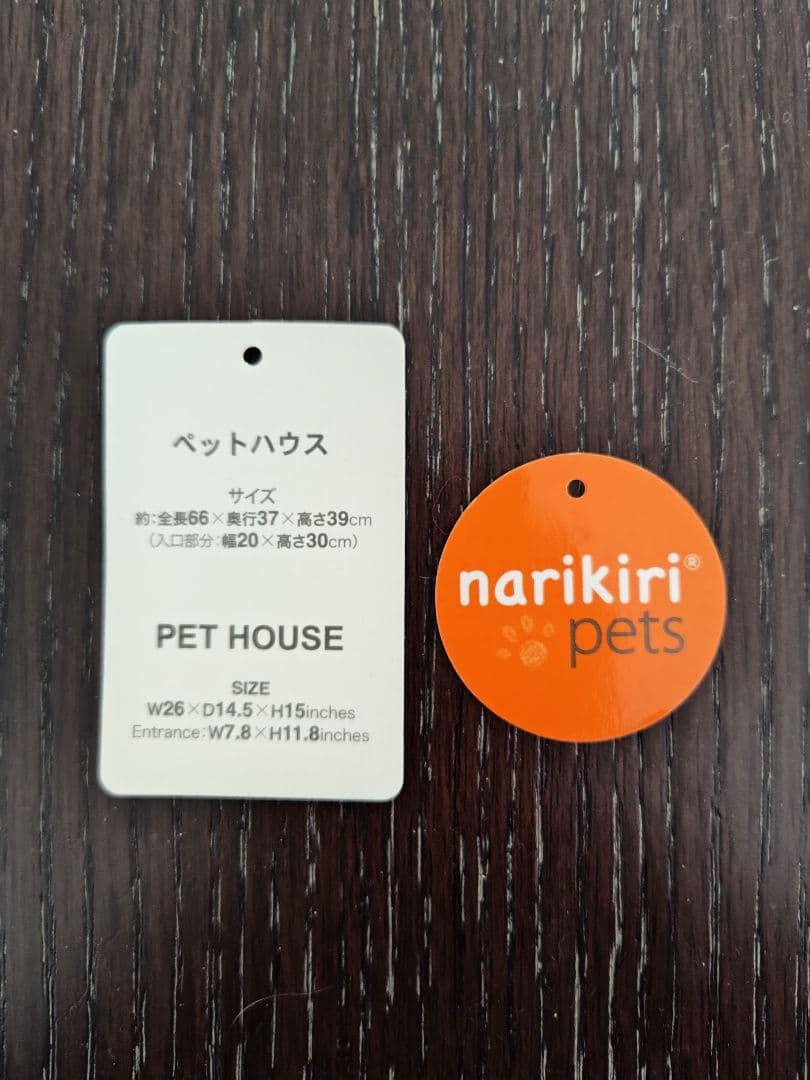 ペットハウス
サイズ
約:全長66×奥行37×高さ39cm
(入口部分:幅20×高さ30cm)
PET HOUSE
SIZE
W26×D14.5×H15inches
Entrance:W7.8×H11.8inches
narikiri®
pets